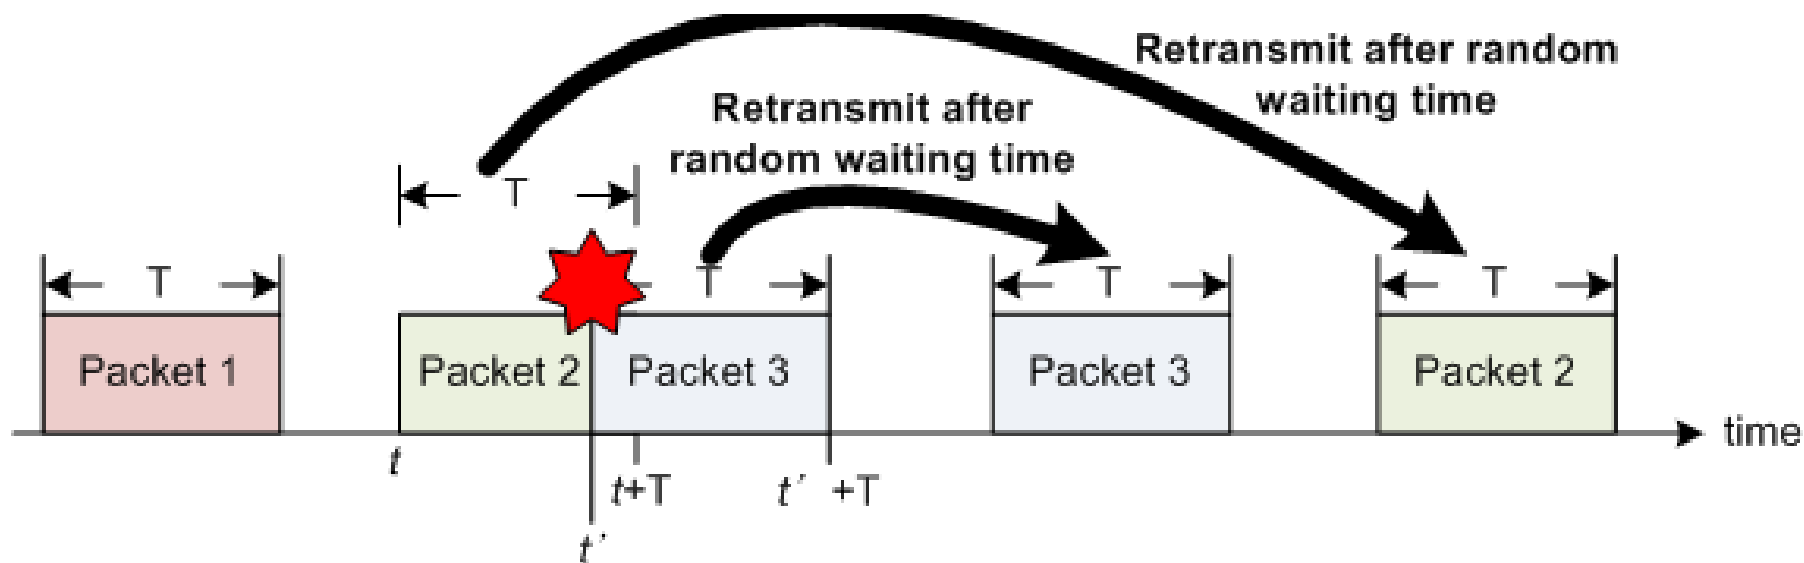 Retransmit after random
waiting time
Retransmit after
random waiting time
T
T
T
T
T
Packet 1
Packet 2
Packet 3
Packet 3
Packet 2
time
t
t+T
t´ +T
t´